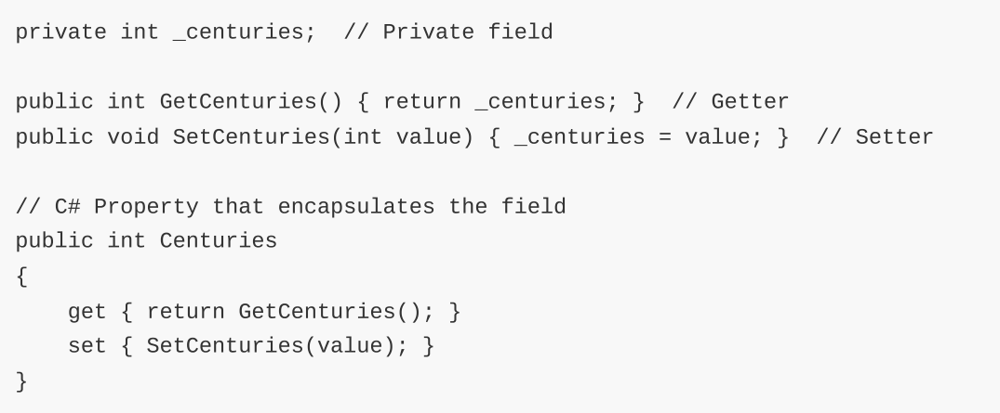 private int _centuries;  // Private field

public int GetCenturies() { return _centuries; }  // Getter
public void SetCenturies(int value) { _centuries = value; }  // Setter

// C# Property that encapsulates the field
public int Centuries
{
    get { return GetCenturies(); }
    set { SetCenturies(value); }
}